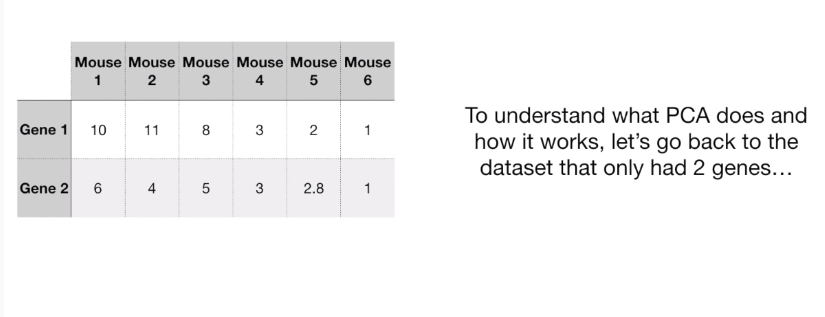 Mouse Mouse Mouse Mouse Mouse Mouse
1 2 3 4 5 6
Gene 1 10 11 8 3 2 1
Gene 2 6 4 5 3 2.8 1
To understand what PCA does and
how it works, let’s go back to the
dataset that only had 2 genes…